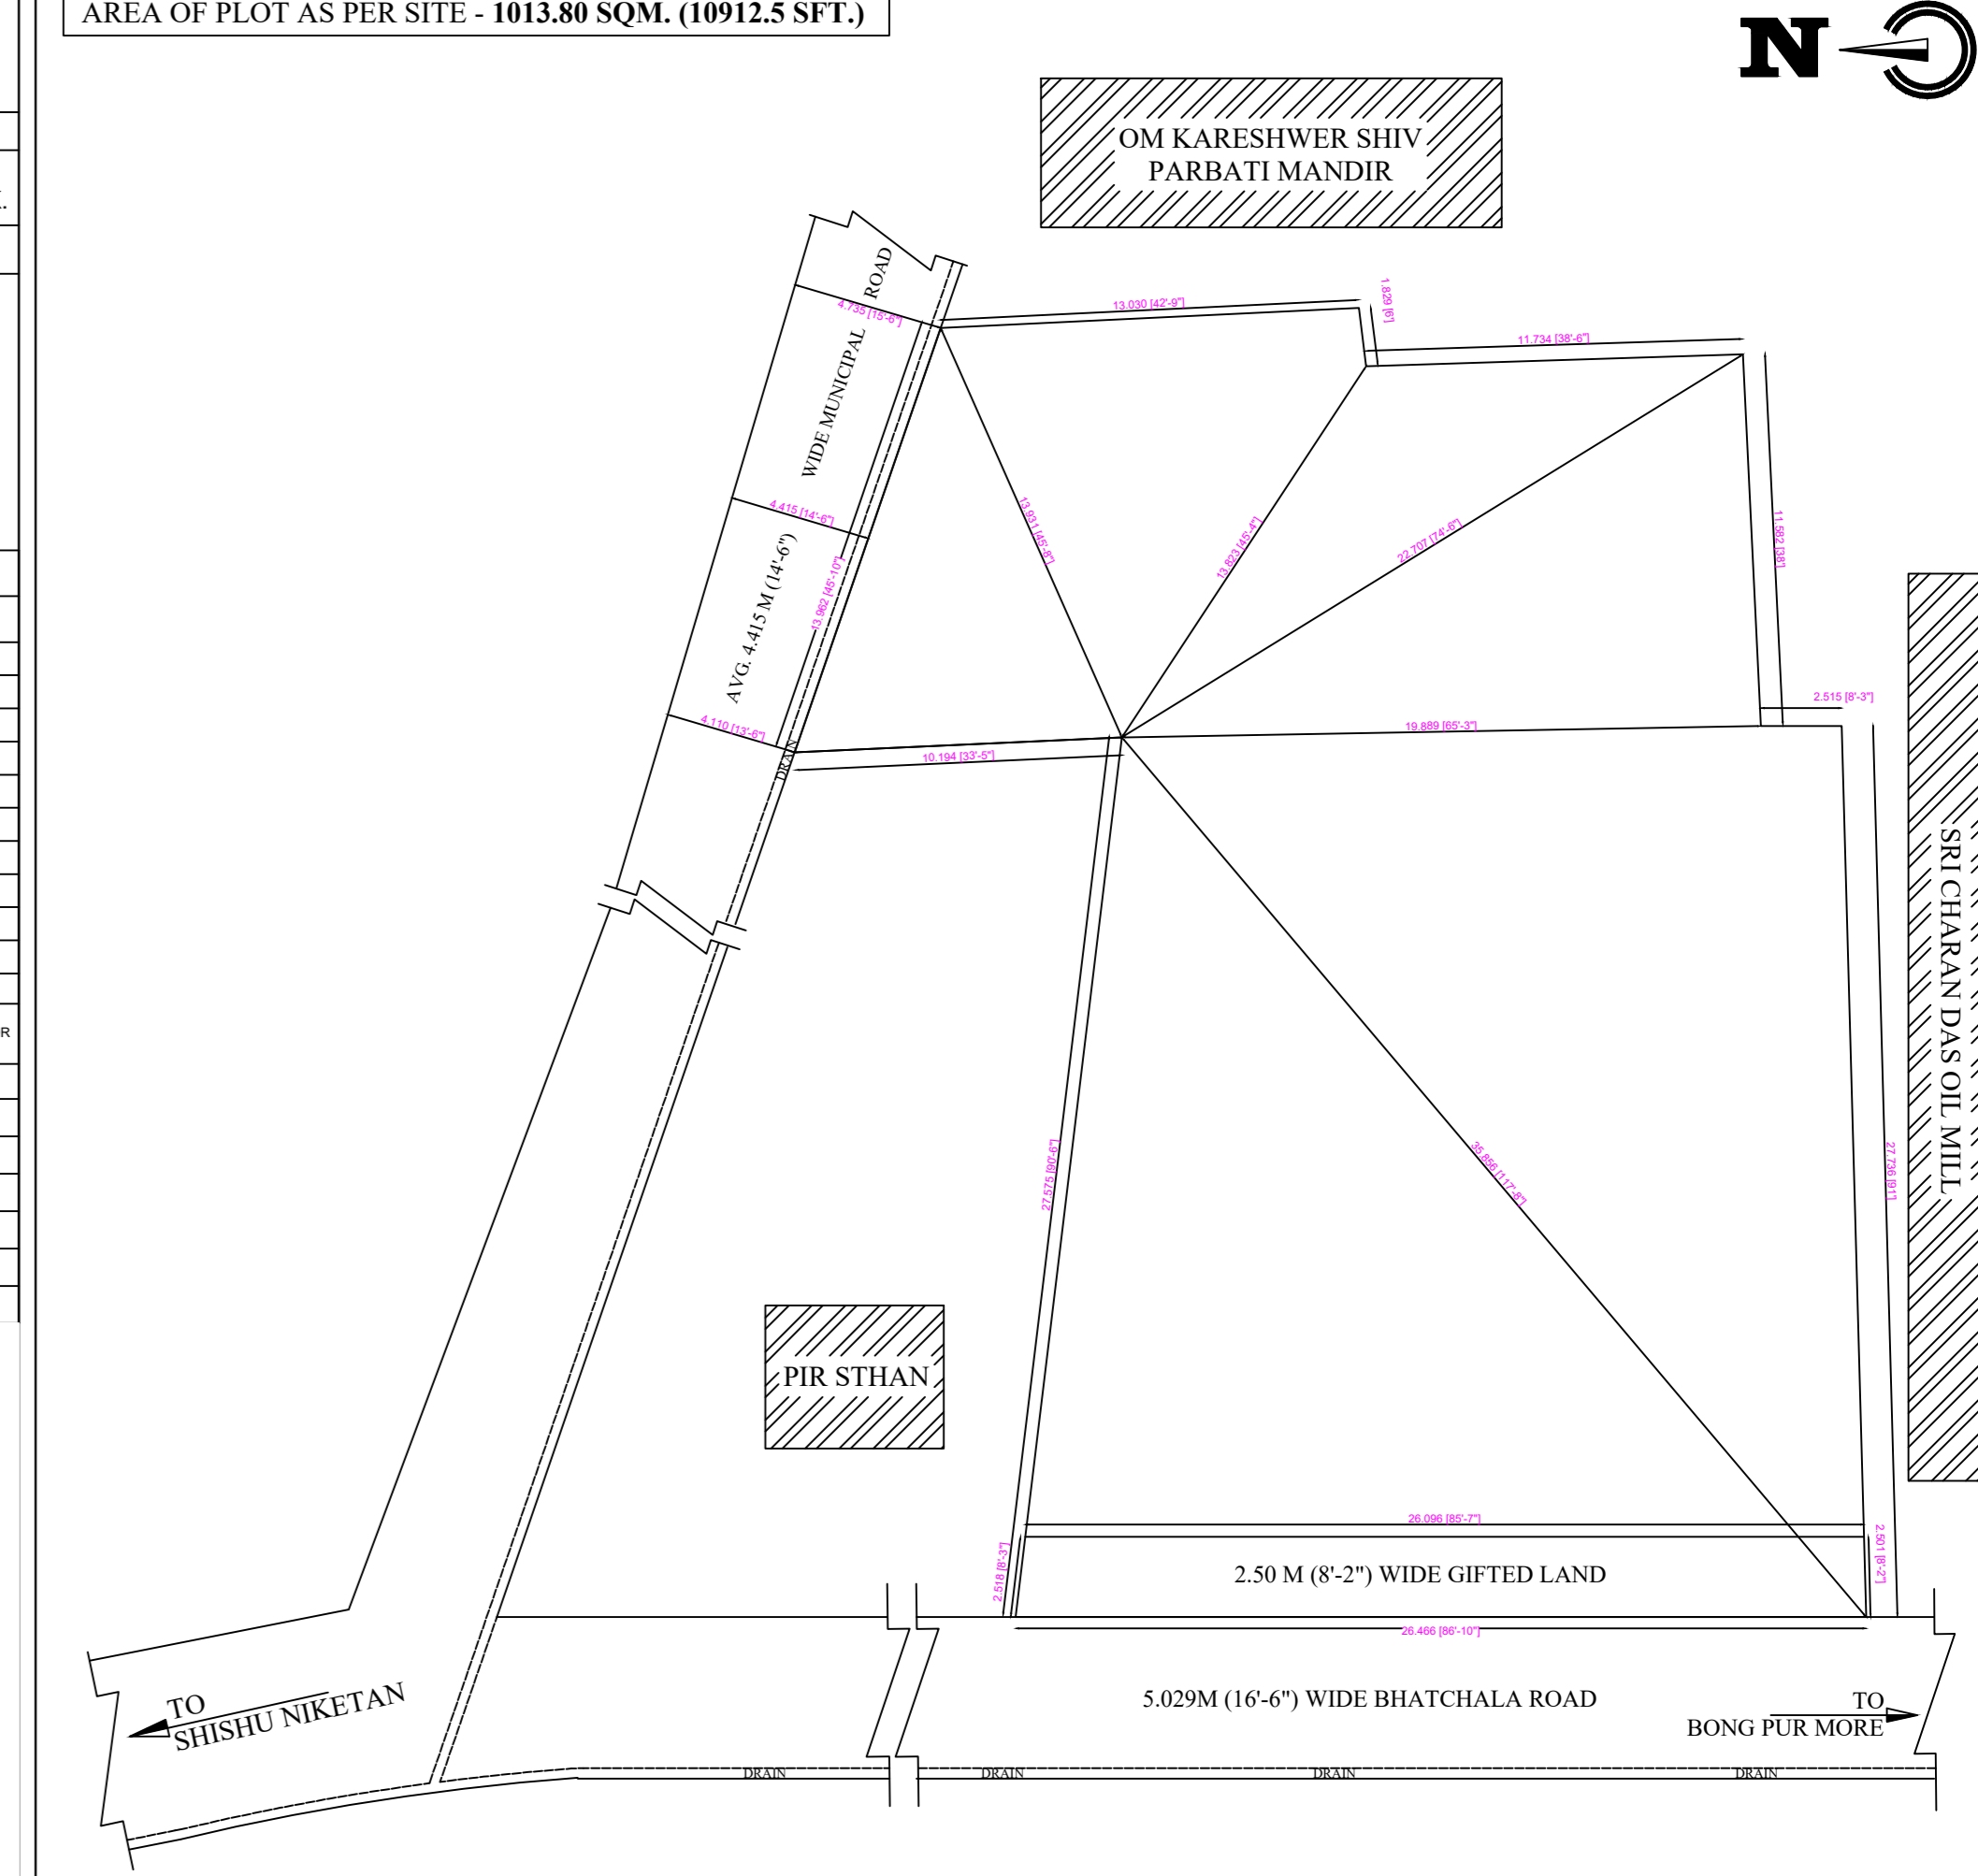 AREA OF PLOT AS PER SITE - 1013.80 SQM. (10912.5 SFT.)
N
OM KARESHWER SHIV
PARBATI MANDIR
4.735 [15'-6"]
WIDE MUNICIPAL ROAD
13.030 [42'-9"]
1.829 [6']
11.734 [38'-6"]
4.415 [14'-6"]
AVG. 4.415 M (14'-6")
13.962 [45'-10"]
13.931 [45'-8"]
13.823 [45'-4"]
22.707 [74'-6"]
11.582 [38']
4.110 [13'-6"]
DRAIN
10.194 [33'-5"]
19.889 [65'-3"]
2.515 [8'-3"]
SRI CHARAN DAS OIL MILL
27.575 [90'-6"]
35.856 [117'-8"]
27.736 [91']
R
PIR STHAN
26.096 [85'-7"]
2.518 [8'-3"]
2.50 M (8'-2") WIDE GIFTED LAND
2.501 [8'-2"]
26.466 [86'-10"]
TO
SHISHU NIKETAN
5.029M (16'-6") WIDE BHATCHALA ROAD
TO
BONG PUR MORE
DRAIN
DRAIN
DRAIN
DRAIN